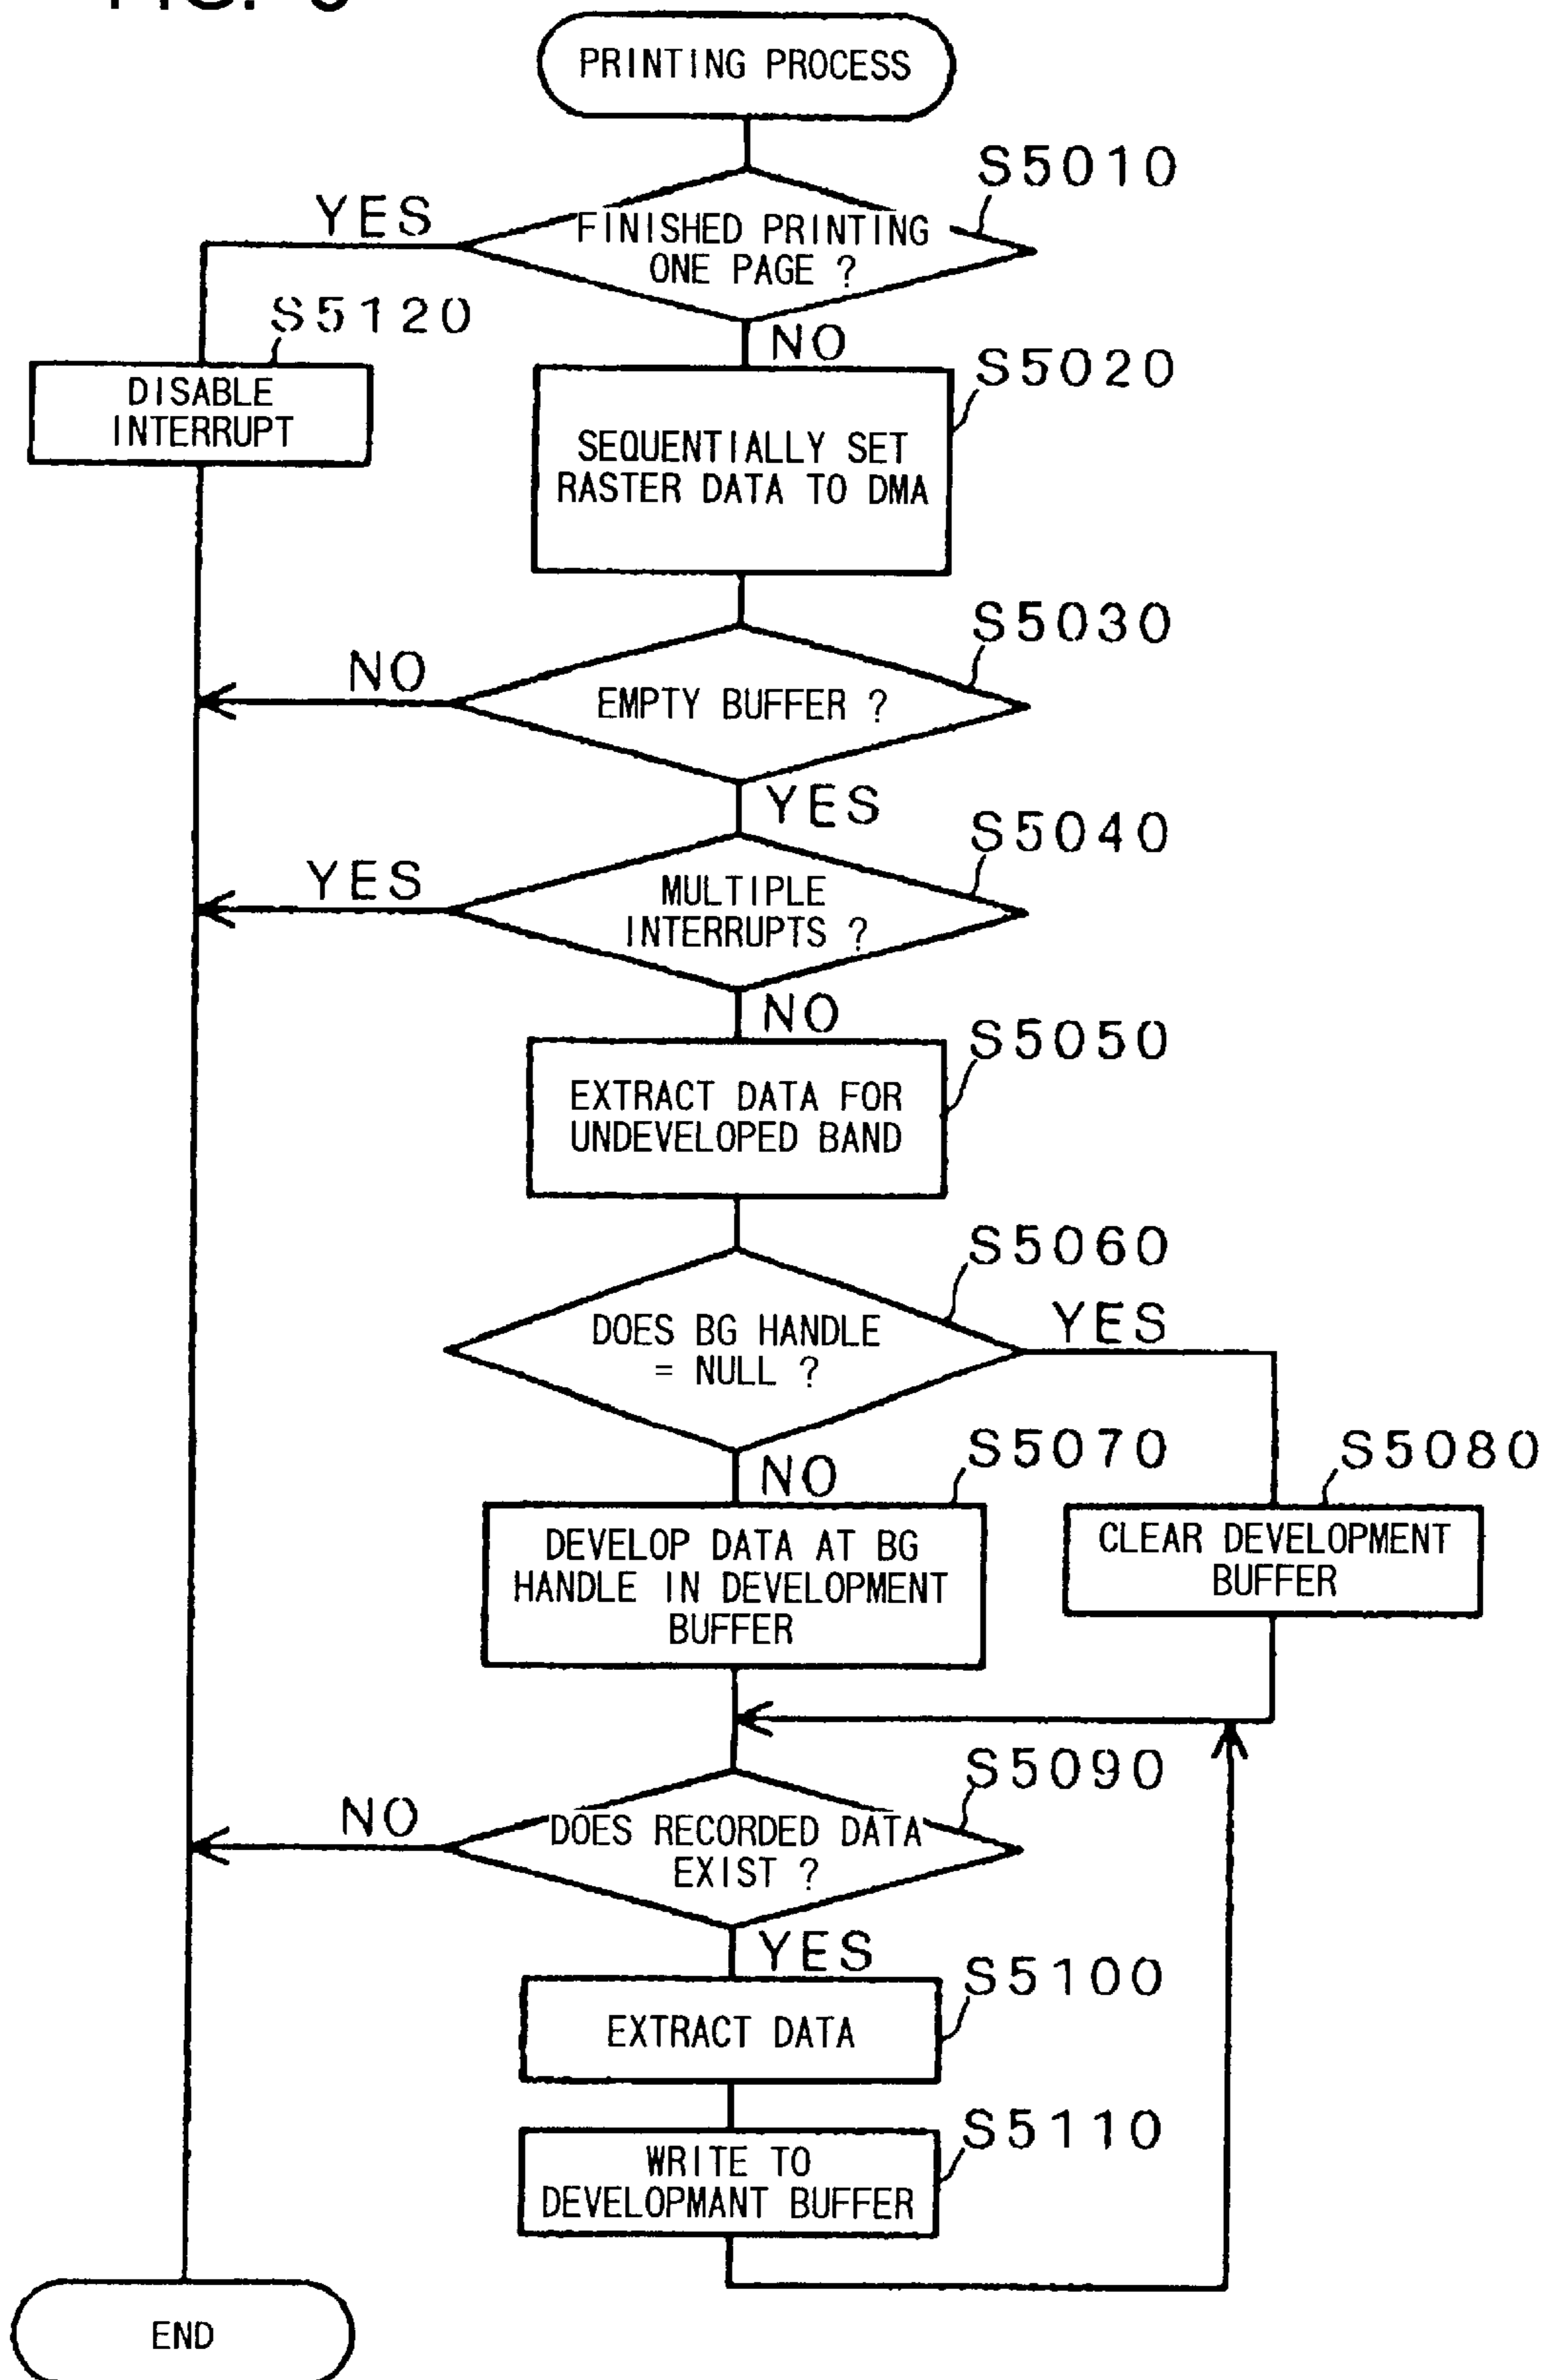 PRINTING PROCESS
S5010
YES
FINISHED PRINTING
ONE PAGE ?
S5120
NO
DISABLE
INTERRUPT
S5020
SEQUENTIALLY SET
RASTER DATA TO DMA
S5030
NO
EMPTY BUFFER ?
YES
S5040
YES
MULTIPLE
INTERRUPTS ?
NO
S5050
EXTRACT DATA FOR
UNDEVELOPED BAND
S5060
DOES BG HANDLE
= NULL ?
YES
NO
S5070
S5080
DEVELOP DATA AT BG
HANDLE IN DEVELOPMENT
BUFFER
CLEAR DEVELOPMENT
BUFFER
S5090
NO
DOES RECORDED DATA
EXIST ?
YES
S5100
EXTRACT DATA
S5110
WRITE TO
DEVELOPMANT BUFFER
END